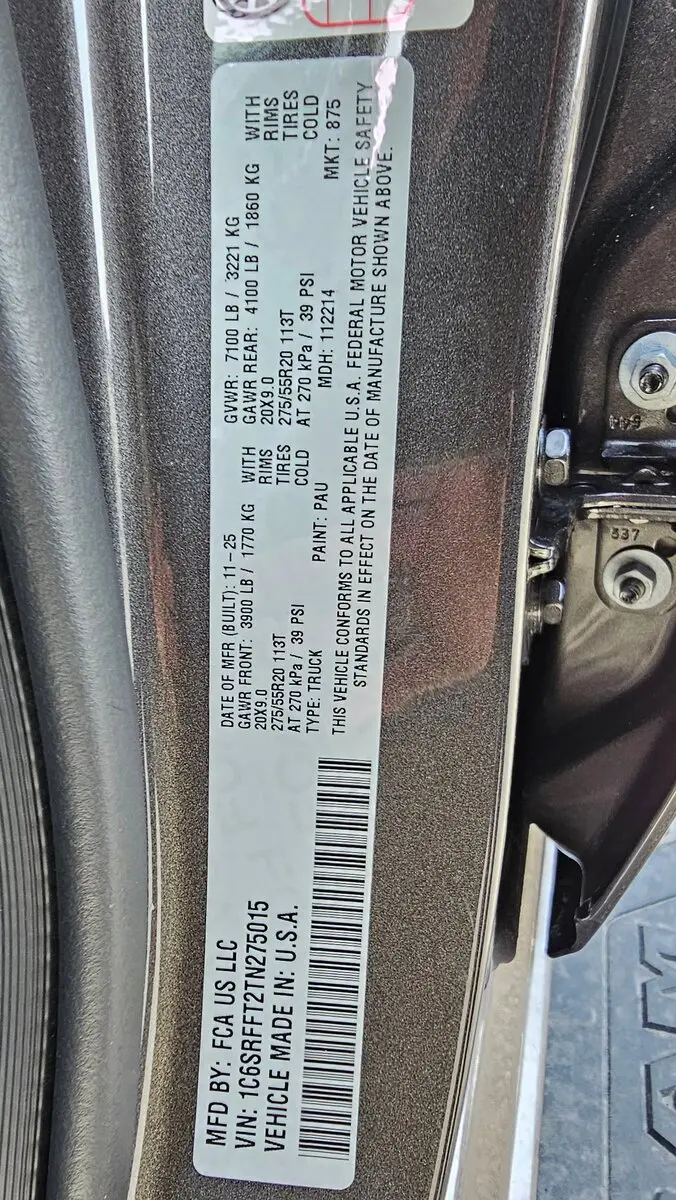 MFD BY: FCA US LLC
VIN: 1C6SRFFT2TN275015
VEHICLE MADE IN: U.S.A.
DATE OF MFR (BUILT): 11-25
GVWR: 7100 LB / 3221 KG
GAWR FRONT: 3900 LB / 1770 KG WITH
GAWR REAR: 4100 LB / 1860 KG WITH
20X9.0 RIMS
20X9.0 RIMS
275/55R20 113T TIRES
275/55R20 113T TIRES
AT 270 kPa / 39 PSI COLD
AT 270 kPa / 39 PSI COLD
TYPE: TRUCK PAINT: PAU MDH: 112214 MKT: 875
THIS VEHICLE CONFORMS TO ALL APPLICABLE U.S.A. FEDERAL MOTOR VEHICLE SAFETY
STANDARDS IN EFFECT ON THE DATE OF MANUFACTURE SHOWN ABOVE.
337